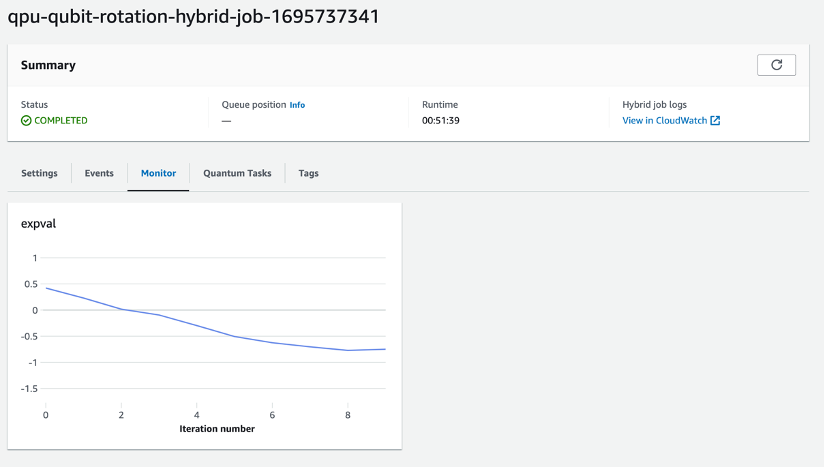 qpu-qubit-rotation-hybrid-job-1695737341
Summary
Status
Queue position Info
Runtime
Hybrid job logs
COMPLETED
—
00:51:39
View in CloudWatch
Settings
Events
Monitor
Quantum Tasks
Tags
expval
1
0.5
0
-0.5
-1
-1.5
0 2 4 6 8
Iteration number